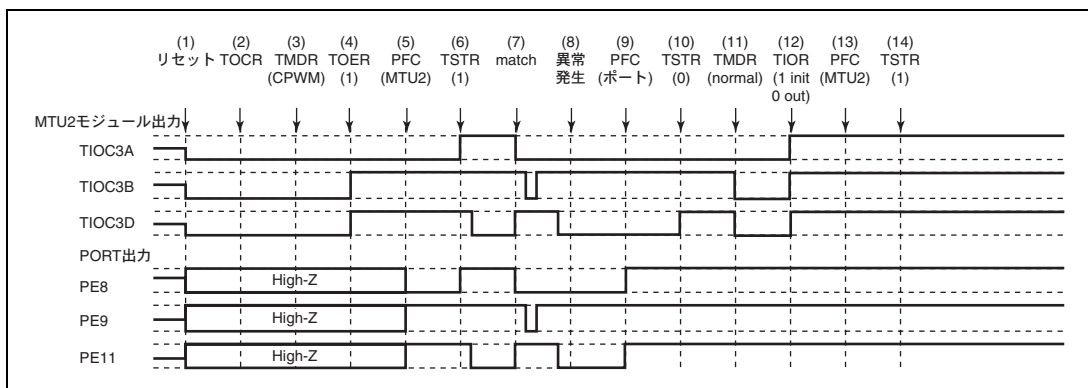 (1) (2) (3) (4) (5) (6) (7) (8) (9) (10) (11) (12) (13) (14)
リセット TOCR TMDR TOER PFC TSTR match 異常 PFC TSTR TMDR TIOR PFC TSTR
(CPWM) (1) (MTU2) (1) 発生 (ポート) (0) (normal) (1 init (MTU2) (1)
0 out)
MTU2モジュール出力
TIOC3A
TIOC3B
TIOC3D
PORT出力
PE8 High-Z
PE9 High-Z
PE11 High-Z